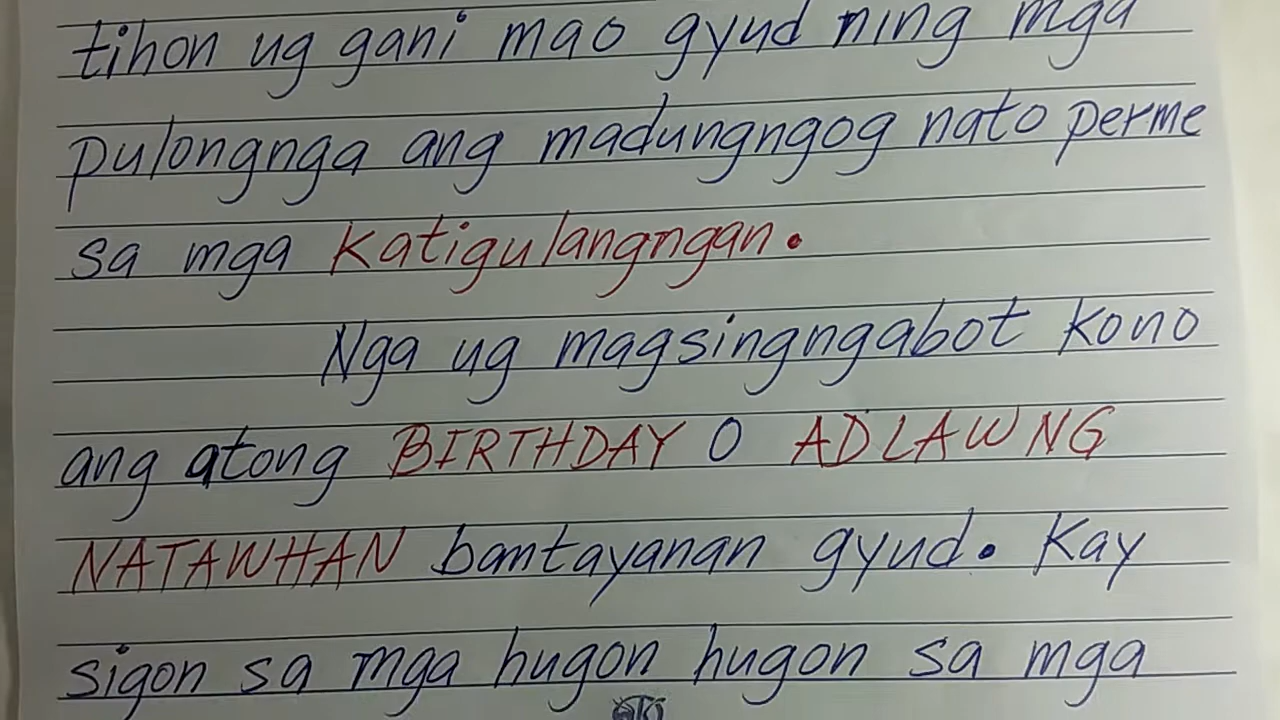 tihon ug gani mao gyud ning mga
pulongnga ang madungngog nato perme
sa mga Katigulangngan.
Nga ug magsingngabot kono
ang atong BIRTHDAY O ADLAWNG
NATAWHAN bantayanan gyud. Kay
sigon sa mga hugon hugon sa mga